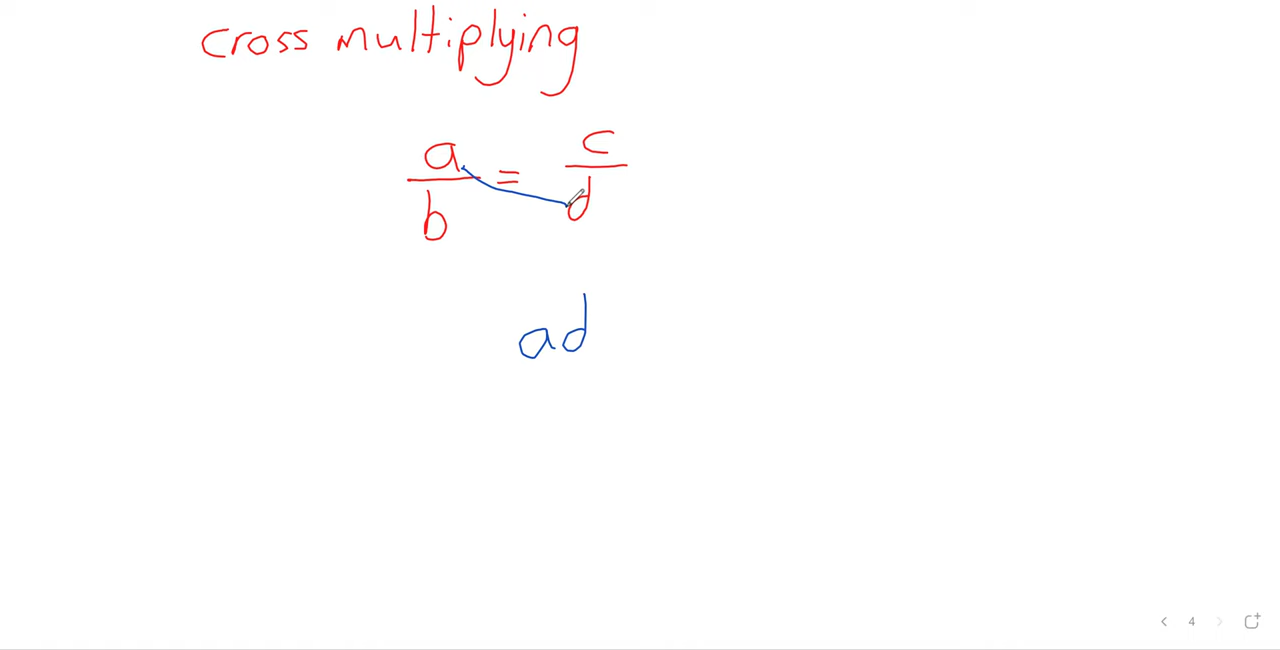 cross multiplying
a/b = c/d
ad
4